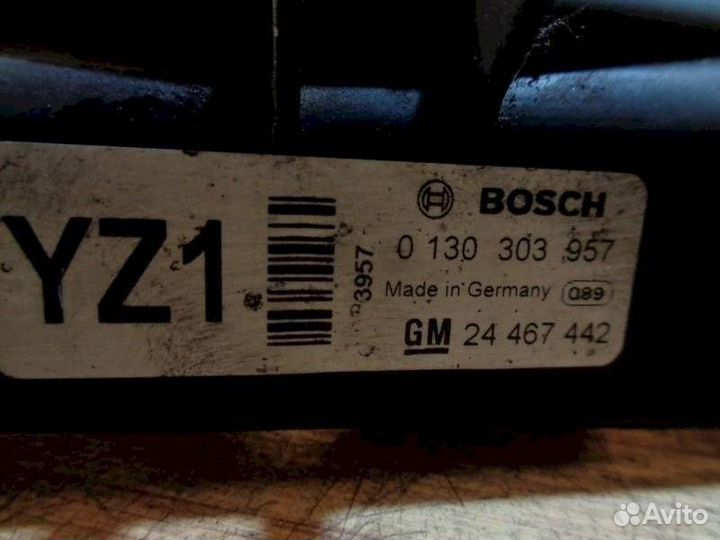 YZ1
3957
BOSCH
0 130 303 957
Made in Germany 089
GM 24 467 442
Avito